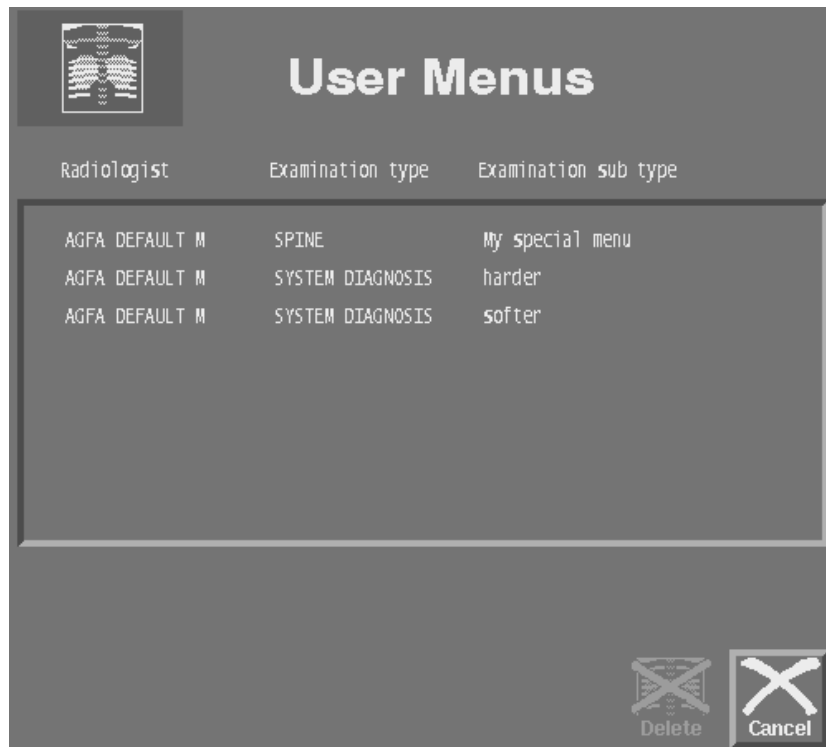 User Menus
Radiologist Examination type Examination sub type
AGFA DEFAULT M SPINE My special menu
AGFA DEFAULT M SYSTEM DIAGNOSIS harder
AGFA DEFAULT M SYSTEM DIAGNOSIS softer
Delete Cancel